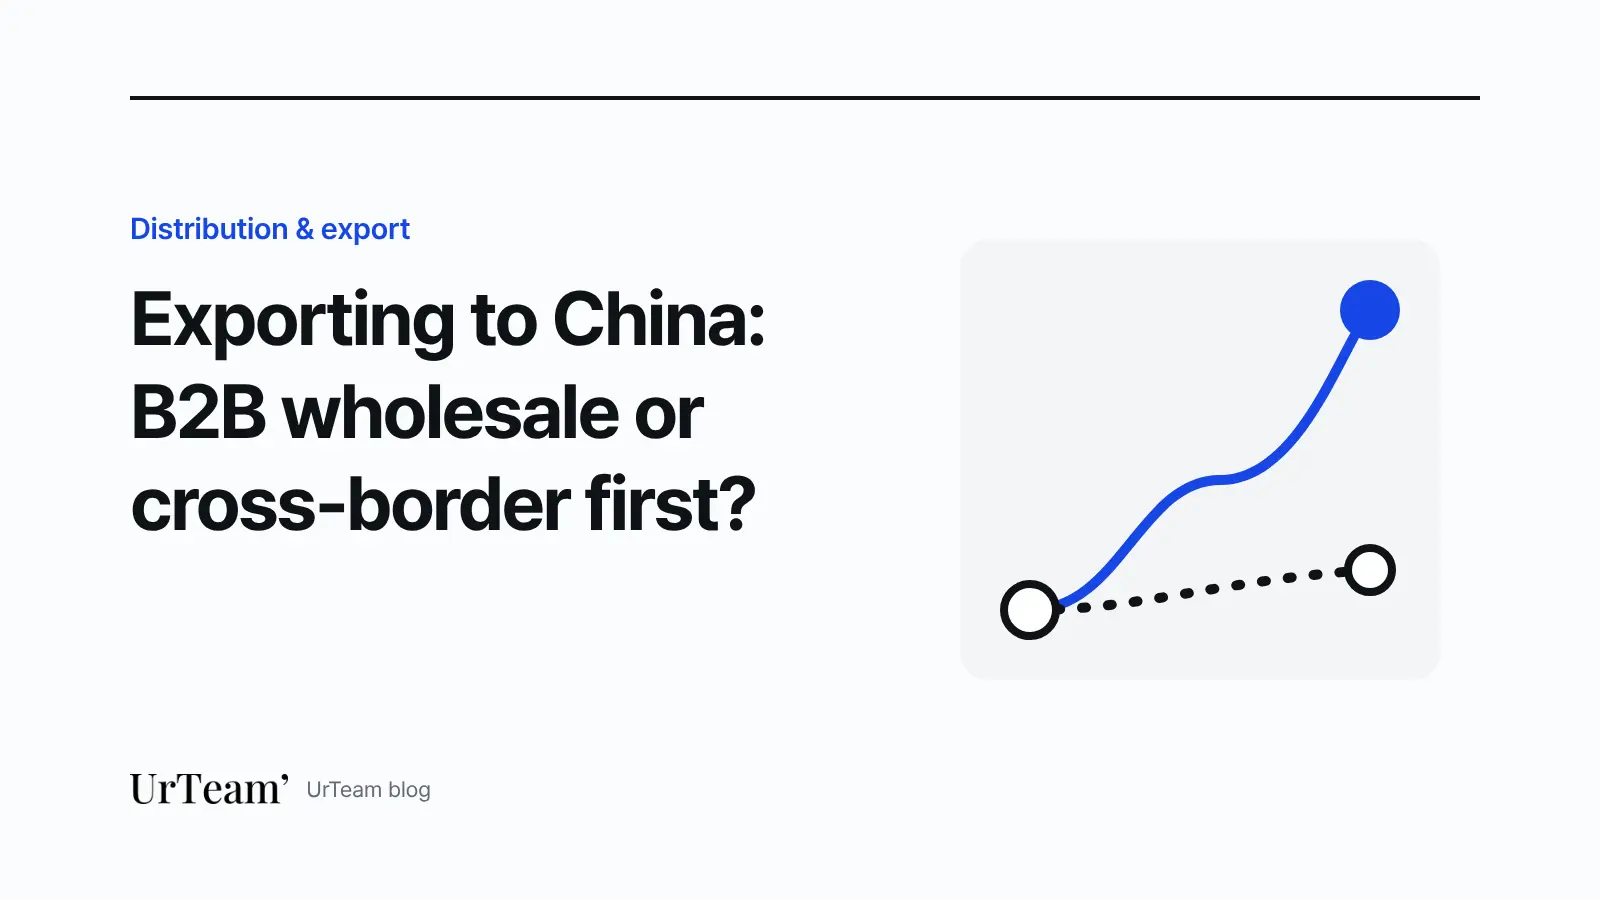 Distribution & export
Exporting to China:
B2B wholesale or
cross-border first?
UrTeam’ UrTeam blog